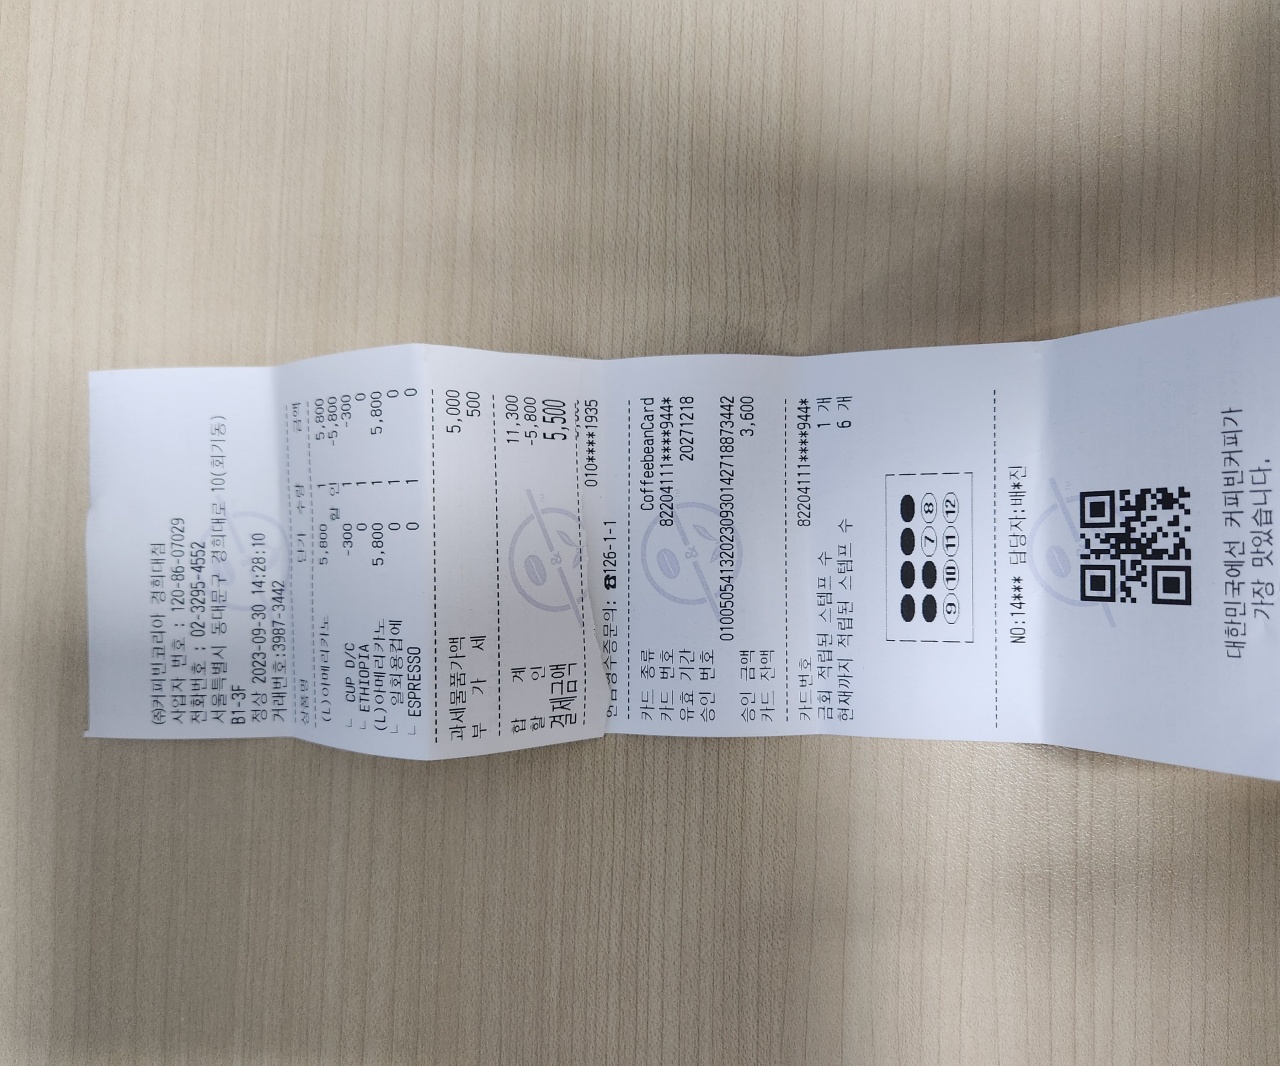 ㈜커피빈코리아 경희대점
사업자 번호 : 120-86-07029
전화번호 : 02-3295-4552
서울특별시 동대문구 경희대로 10(회기동)
B1-3F
정상 2023-09-30 14:28:10
거래번호:3987-3442
상품명 단가 수량 금액
(L)아메리카노 5,800 1 5,800
할 인 -5,800
∟ CUP D/C -300 1 -300
∟ ETHIOPIA 0 1 0
(L)아메리카노 5,800 1 5,800
∟ 일회용컵에 0 1 0
∟ ESPRESSO 0 1 0
과세물품가액 5,000
부 가 세 500
합 계 11,300
할 인 -5,800
결제금액 5,500
010****1935
☎126-1-1
카드 종류 CoffeebeanCard
카드 번호 82204111****944*
유효 기간 20271218
승인 번호
010050541320230930142718873442
승인 금액 3,600
카드 잔액
카드번호 82204111****944*
금회 적립된 스템프 수 1 개
현재까지 적립된 스템프 수 6 개
⑦ ⑧
⑨ ⑩ ⑪ ⑫
NO:14*** 담당자:배*진
대한민국에선 커피빈커피가
가장 맛있습니다.